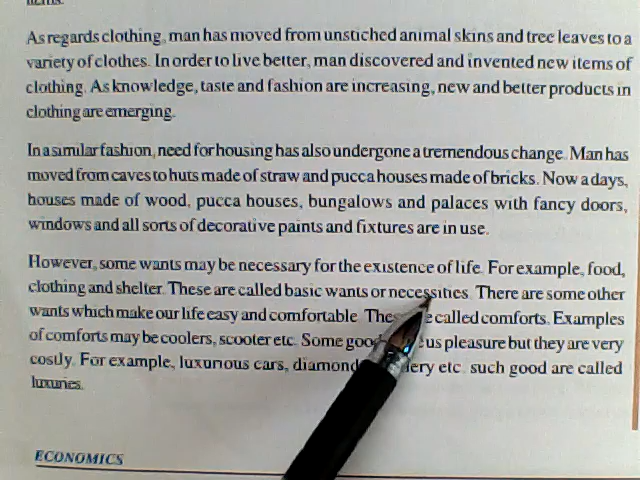 items.
As regards clothing, man has moved from unstiched animal skins and tree leaves to a
variety of clothes. In order to live better, man discovered and invented new items of
clothing. As knowledge, taste and fashion are increasing, new and better products in
clothing are emerging.
In a similar fashion, need for housing has also undergone a tremendous change. Man has
moved from caves to huts made of straw and pucca houses made of bricks. Now a days,
houses made of wood, pucca houses, bungalows and palaces with fancy doors,
windows and all sorts of decorative paints and fixtures are in use.
However, some wants may be necessary for the existence of life. For example, food,
clothing and shelter. These are called basic wants or necessities. There are some other
wants which make our life easy and comfortable. called comforts. Examples
of comforts may be coolers, scooter etc. Some us pleasure but they are very
costly. For example, luxurious cars, etc. such good are called
luxuries.
ECONOMICS